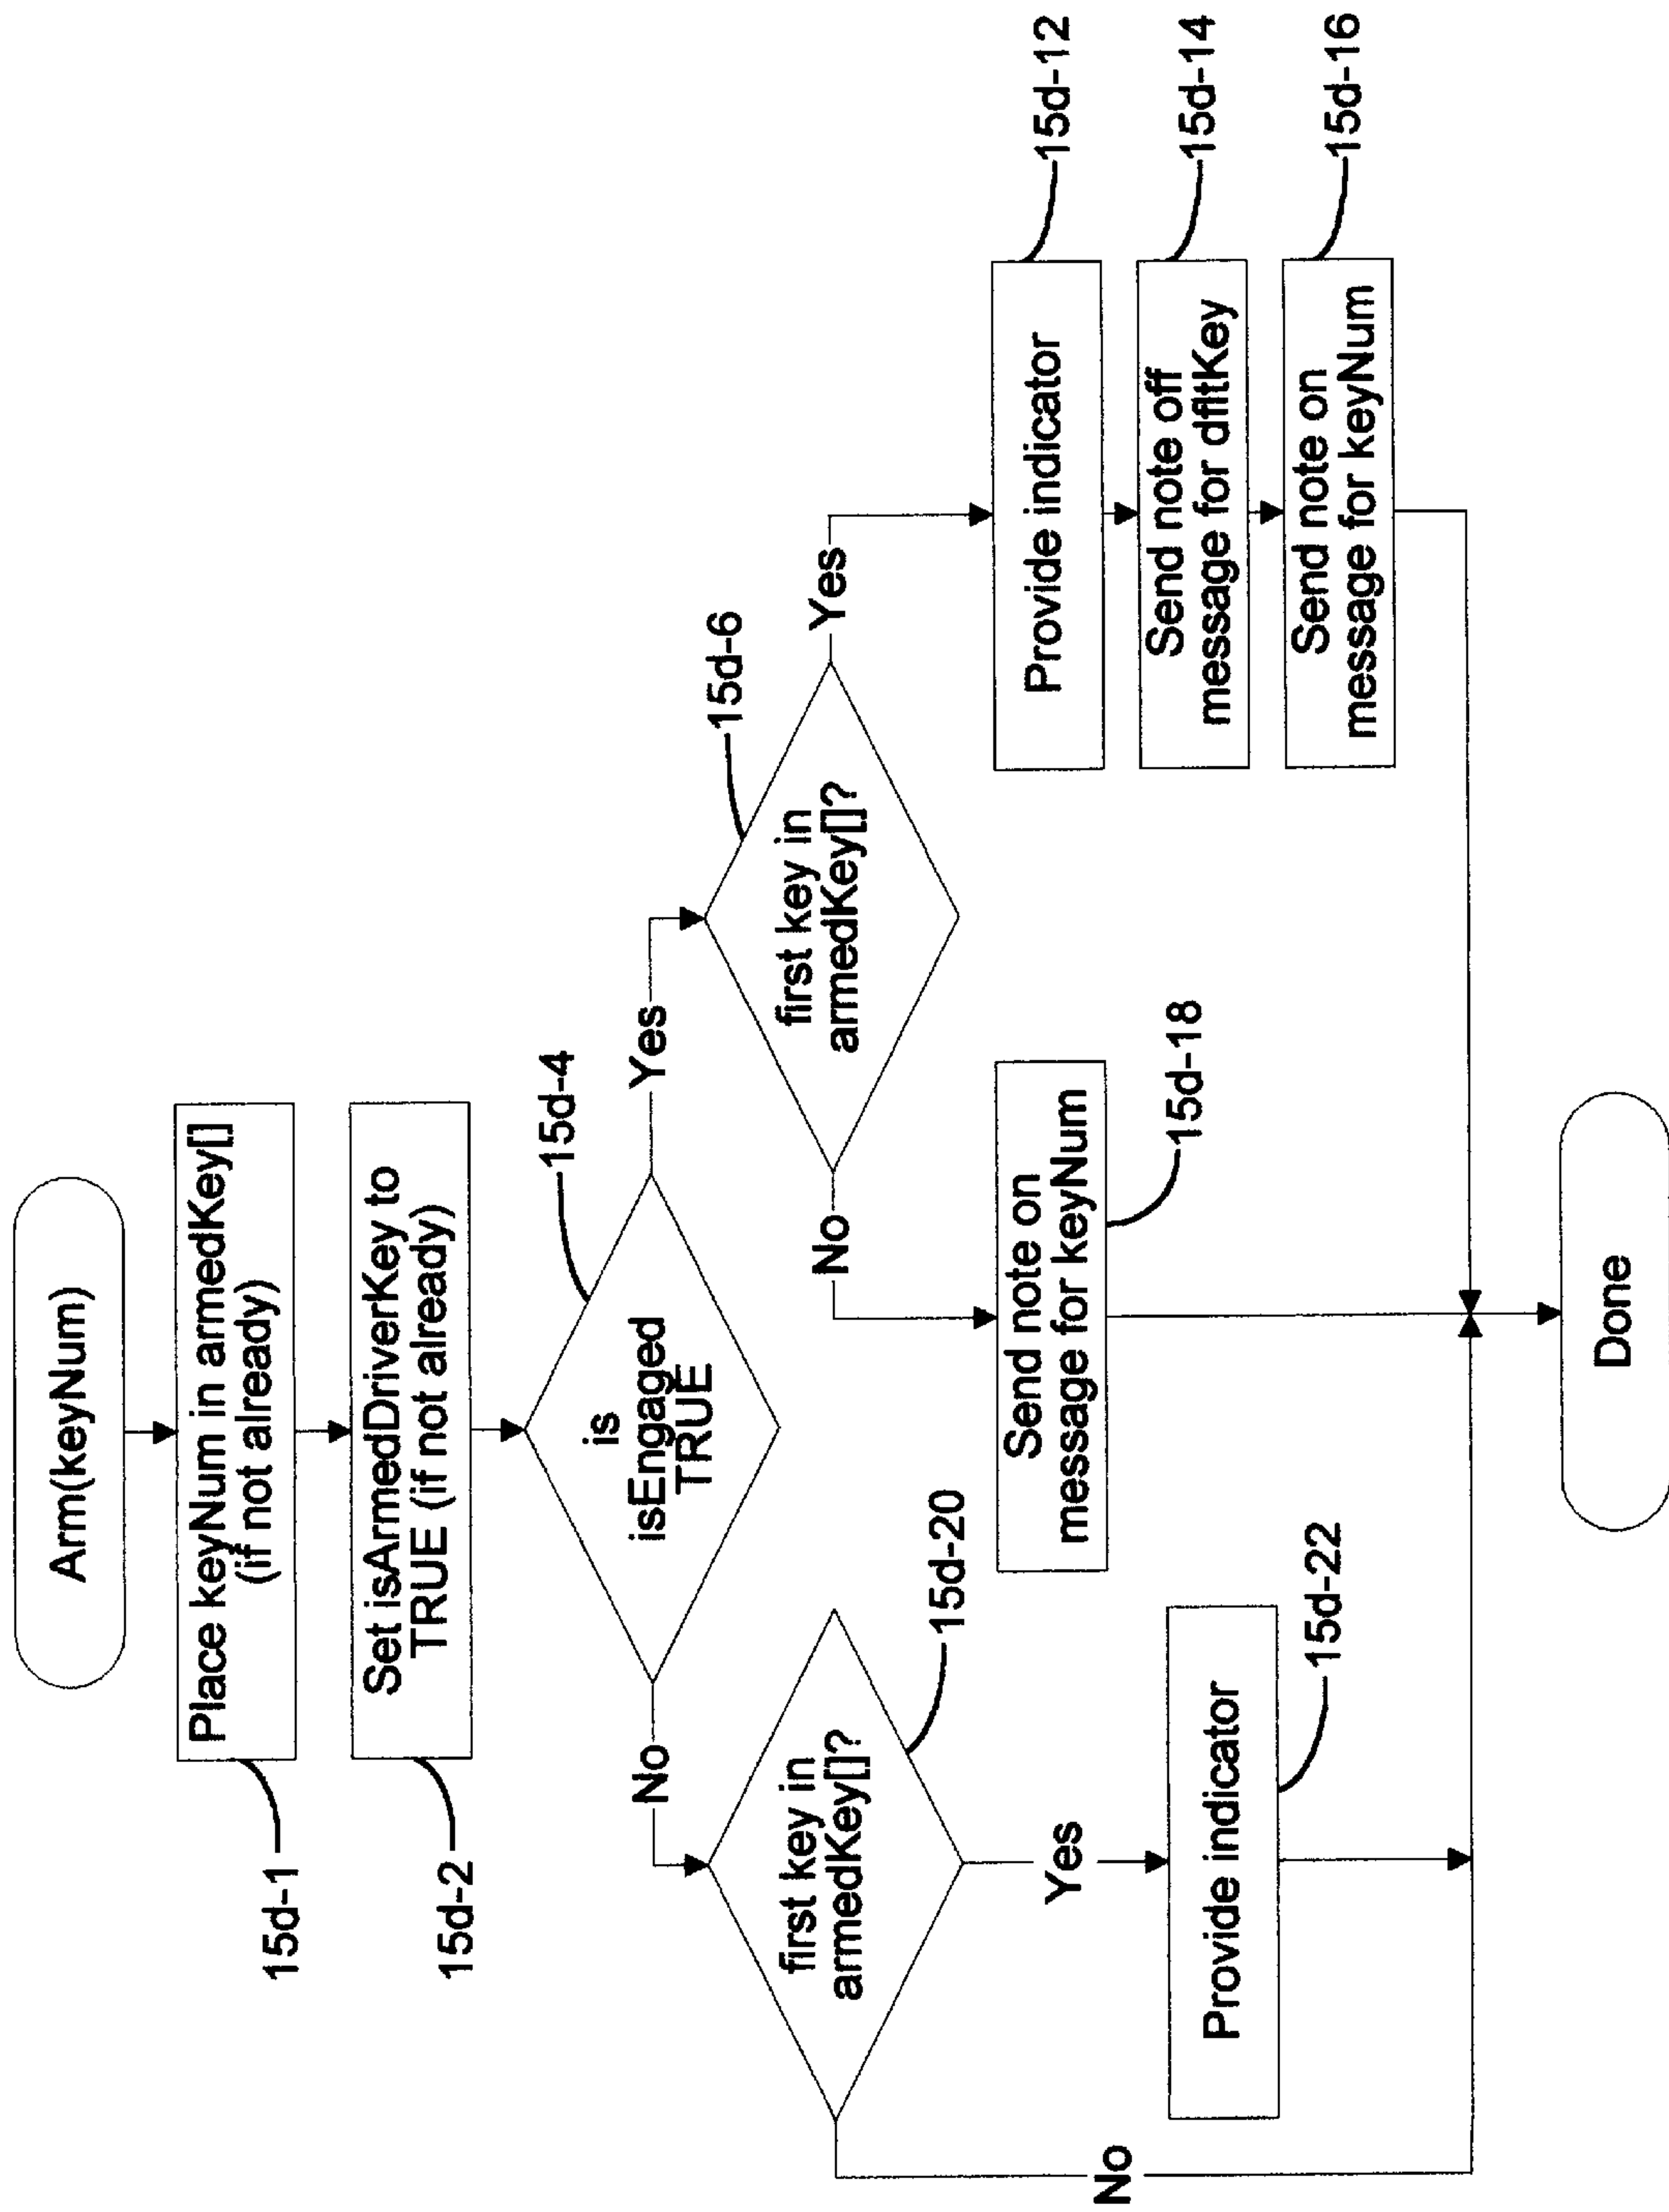 Arm(keyNum)
Place keyNum in armedKey[]
(if not already)
15d-1
Set isArmedDriverKey to
TRUE (if not already)
15d-2
is
isEngaged
TRUE
15d-4
No
Yes
first key in
armedKey[]?
15d-20
first key in
armedKey[]?
15d-6
No
Yes
No
Yes
Provide indicator
15d-22
Send note on
message for keyNum
15d-18
Provide indicator
15d-12
Send note off
message for dfltKey
15d-14
Send note on
message for keyNum
15d-16
Done